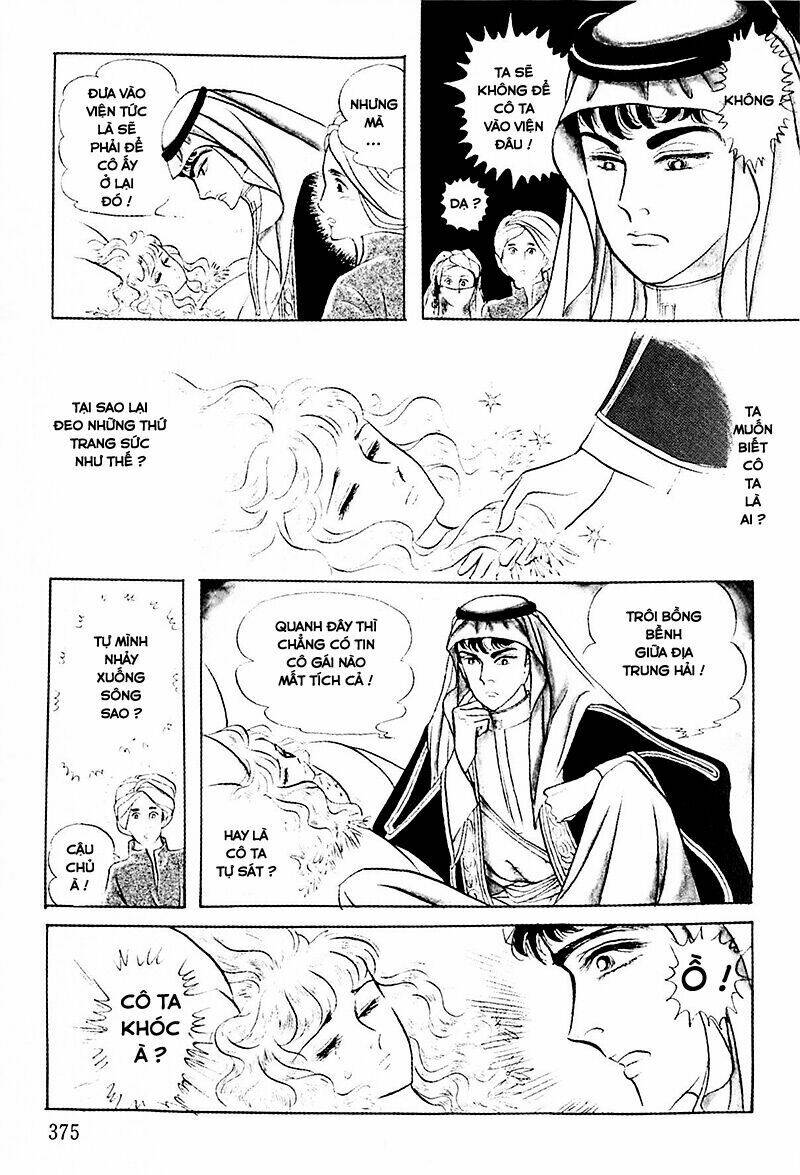 KHÔNG !
TA SẼ
KHÔNG ĐỂ
CÔ TA
VÀO VIỆN
ĐÂU !
DẠ ?
NHƯNG
MÀ
...
ĐƯA VÀO
VIỆN TỨC
LÀ SẼ
PHẢI ĐỂ
CÔ ẤY
Ở LẠI
ĐÓ !
TA
MUỐN
BIẾT
CÔ
TA
LÀ
AI ?
TẠI SAO LẠI
ĐEO NHỮNG THỨ
TRANG SỨC
NHƯ THẾ ?
TRÔI BỒNG
BỀNH
GIỮA ĐỊA
TRUNG HẢI !
QUANH ĐÂY THÌ
CHẲNG CÓ TIN
CÔ GÁI NÀO
MẤT TÍCH CẢ !
HAY LÀ
CÔ TA
TỰ SÁT ?
TỰ MÌNH
NHẢY
XUỐNG
SÔNG
SAO ?
CẬU
CHỦ
À !
Ồ !
CÔ TA
KHÓC
À ?
375